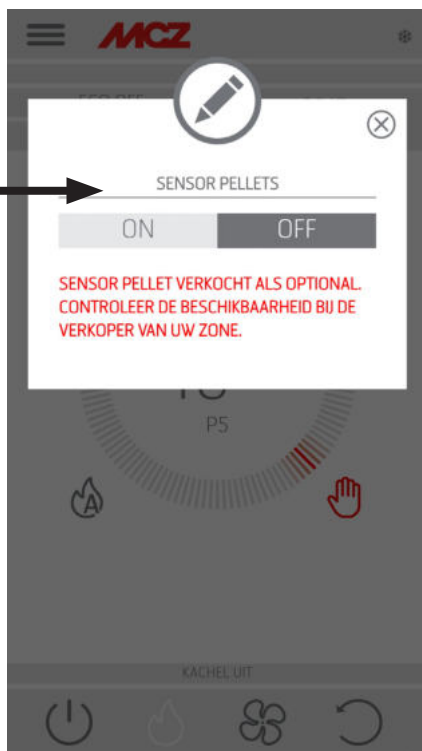 MCZ
SENSOR PELLETS
ON OFF
SENSOR PELLET VERKOCHT ALS OPTIONAL.
CONTROLEER DE BESCHIKBAARHEID BIJ DE
VERKOPER VAN UW ZONE.
P5
A
KACHEL UIT